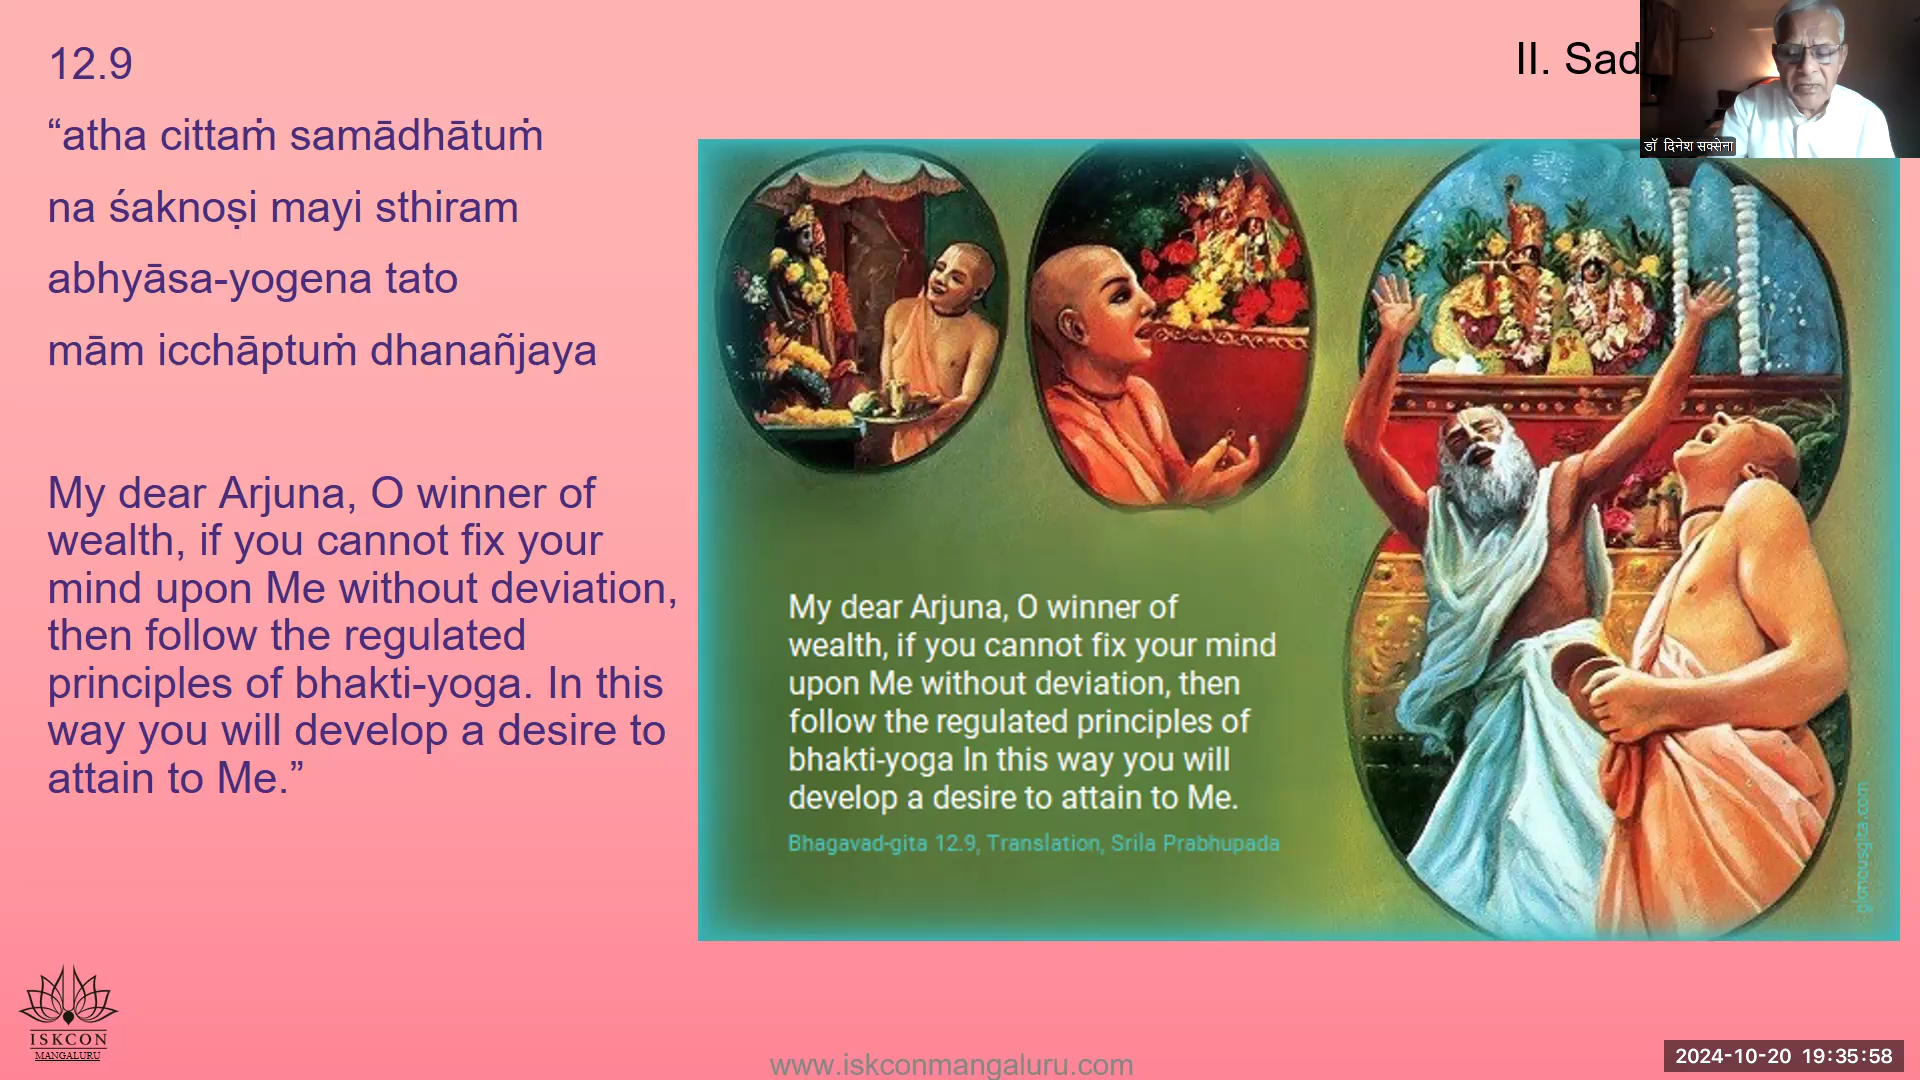 12.9
“atha cittaṁ samādhātuṁ
na śaknoṣi mayi sthiram
abhyāsa-yogena tato
mām icchāptuṁ dhanañjaya
My dear Arjuna, O winner of
wealth, if you cannot fix your
mind upon Me without deviation,
then follow the regulated
principles of bhakti-yoga. In this
way you will develop a desire to
attain to Me.”
II. Sad
डॉ दिनेश सक्सेना
My dear Arjuna, O winner of
wealth, if you cannot fix your mind
upon Me without deviation, then
follow the regulated principles of
bhakti-yoga In this way you will
develop a desire to attain to Me.
Bhagavad-gita 12.9, Translation, Srila Prabhupada
gloriousgita.com
ISKCON
MANGALURU
www.iskconmangaluru.com
2024-10-20 19:35:58